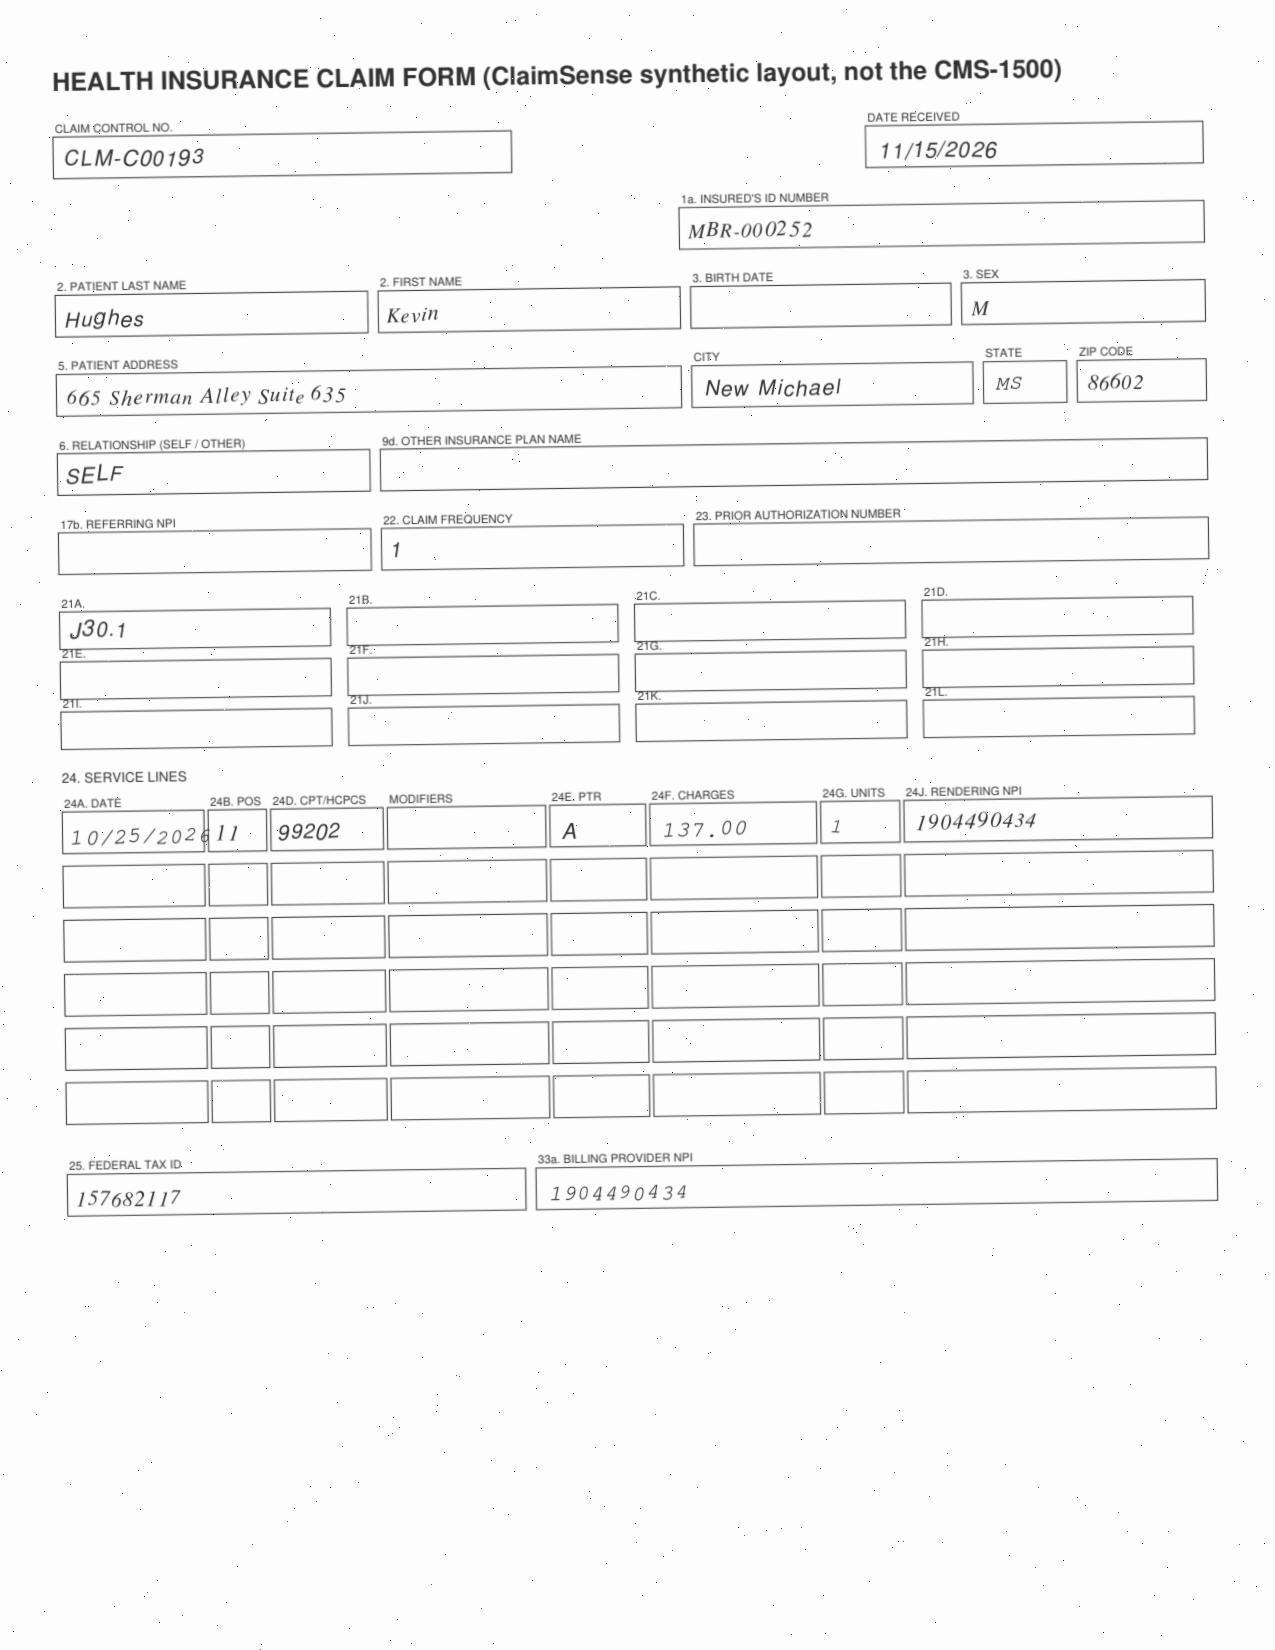 HEALTH INSURANCE CLAIM FORM (ClaimSense synthetic layout, not the CMS-1500)
CLAIM CONTROL NO.
CLM-C00193
DATE RECEIVED
11/15/2026
1a. INSURED'S ID NUMBER
MBR-000252
2. PATIENT LAST NAME
Hughes
2. FIRST NAME
Kevin
3. BIRTH DATE
3. SEX
M
5. PATIENT ADDRESS
665 Sherman Alley Suite 635
CITY
New Michael
STATE
MS
ZIP CODE
86602
6. RELATIONSHIP (SELF / OTHER)
SELF
9d. OTHER INSURANCE PLAN NAME
17b. REFERRING NPI
22. CLAIM FREQUENCY
1
23. PRIOR AUTHORIZATION NUMBER
21A.
J30.1
21B.
21C.
21D.
21E.
21F.
21G.
21H.
21I.
21J.
21K.
21L.
24. SERVICE LINES
24A. DATE 24B. POS 24D. CPT/HCPCS MODIFIERS 24E. PTR 24F. CHARGES 24G. UNITS 24J. RENDERING NPI
10/25/2026 11 99202 A 137.00 1 1904490434
25. FEDERAL TAX ID
157682117
33a. BILLING PROVIDER NPI
1904490434